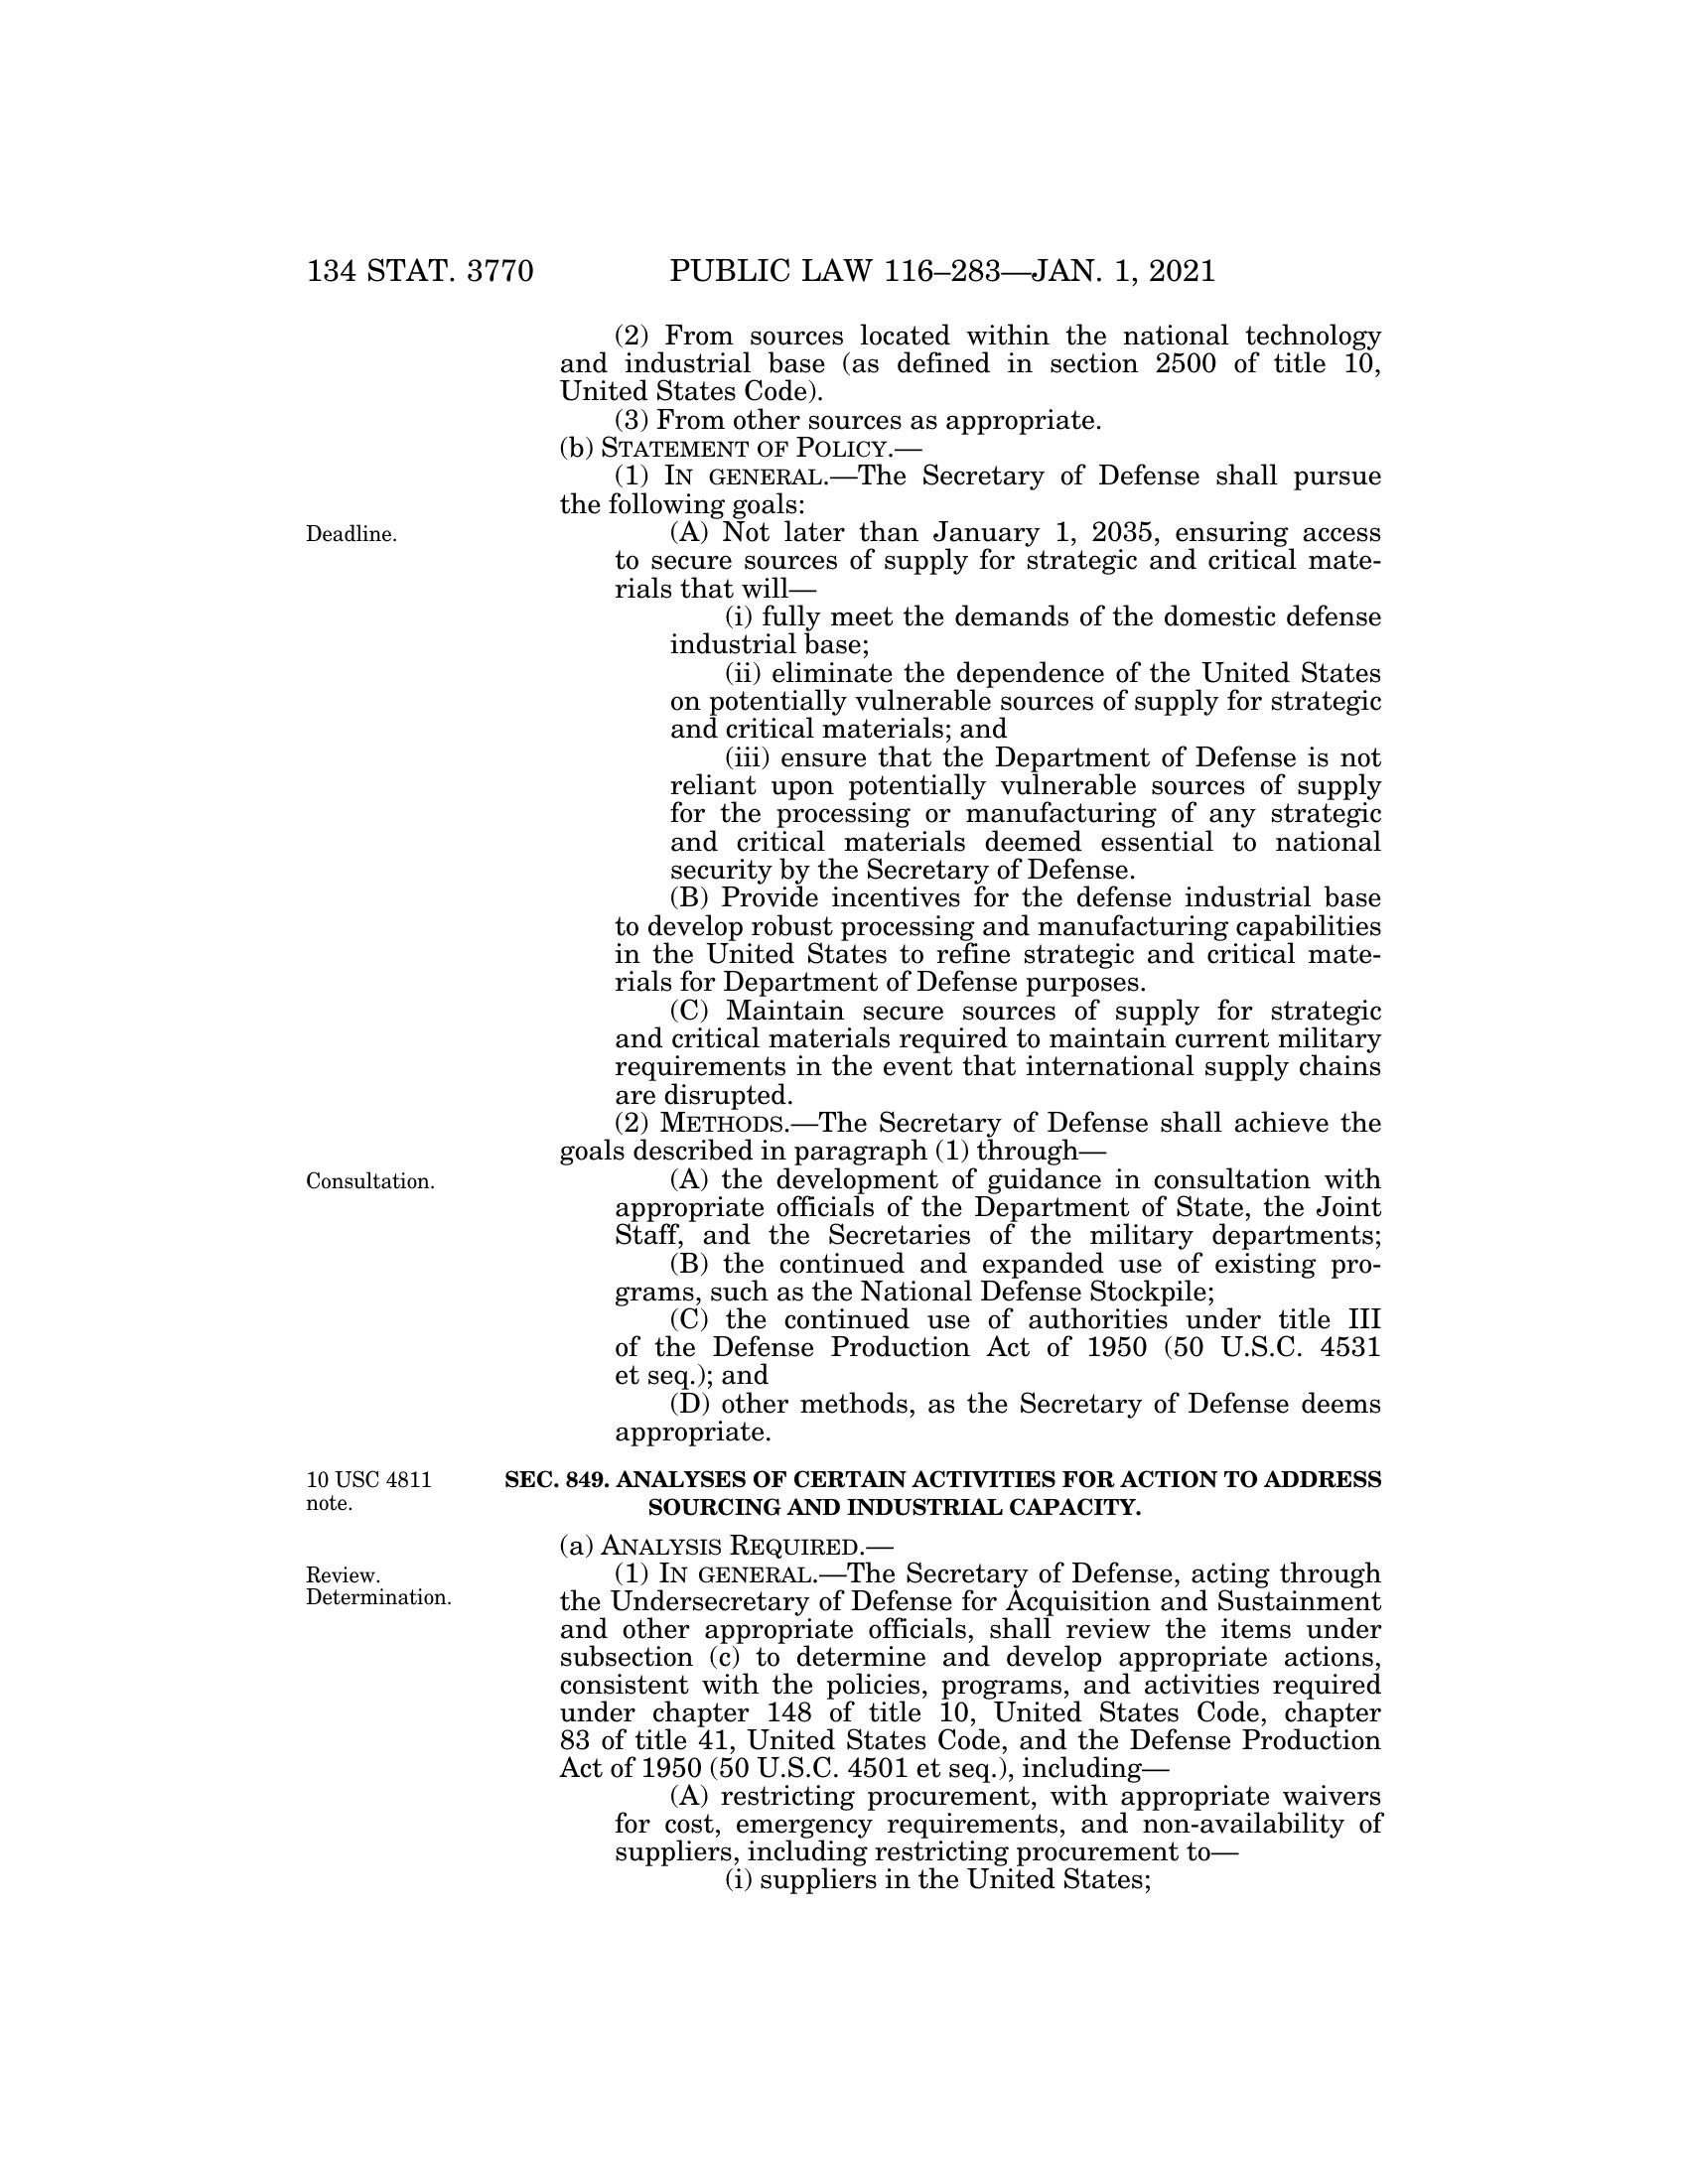 134 STAT. 3770 PUBLIC LAW 116–283—JAN. 1, 2021
(2) From sources located within the national technology
and industrial base (as defined in section 2500 of title 10,
United States Code).
(3) From other sources as appropriate.
(b) STATEMENT OF POLICY.—
(1) IN GENERAL.—The Secretary of Defense shall pursue
the following goals:
Deadline.
(A) Not later than January 1, 2035, ensuring access
to secure sources of supply for strategic and critical mate-
rials that will—
(i) fully meet the demands of the domestic defense
industrial base;
(ii) eliminate the dependence of the United States
on potentially vulnerable sources of supply for strategic
and critical materials; and
(iii) ensure that the Department of Defense is not
reliant upon potentially vulnerable sources of supply
for the processing or manufacturing of any strategic
and critical materials deemed essential to national
security by the Secretary of Defense.
(B) Provide incentives for the defense industrial base
to develop robust processing and manufacturing capabilities
in the United States to refine strategic and critical mate-
rials for Department of Defense purposes.
(C) Maintain secure sources of supply for strategic
and critical materials required to maintain current military
requirements in the event that international supply chains
are disrupted.
(2) METHODS.—The Secretary of Defense shall achieve the
goals described in paragraph (1) through—
Consultation.
(A) the development of guidance in consultation with
appropriate officials of the Department of State, the Joint
Staff, and the Secretaries of the military departments;
(B) the continued and expanded use of existing pro-
grams, such as the National Defense Stockpile;
(C) the continued use of authorities under title III
of the Defense Production Act of 1950 (50 U.S.C. 4531
et seq.); and
(D) other methods, as the Secretary of Defense deems
appropriate.
10 USC 4811
note.
SEC. 849. ANALYSES OF CERTAIN ACTIVITIES FOR ACTION TO ADDRESS
SOURCING AND INDUSTRIAL CAPACITY.
(a) ANALYSIS REQUIRED.—
Review.
Determination.
(1) IN GENERAL.—The Secretary of Defense, acting through
the Undersecretary of Defense for Acquisition and Sustainment
and other appropriate officials, shall review the items under
subsection (c) to determine and develop appropriate actions,
consistent with the policies, programs, and activities required
under chapter 148 of title 10, United States Code, chapter
83 of title 41, United States Code, and the Defense Production
Act of 1950 (50 U.S.C. 4501 et seq.), including—
(A) restricting procurement, with appropriate waivers
for cost, emergency requirements, and non-availability of
suppliers, including restricting procurement to—
(i) suppliers in the United States;